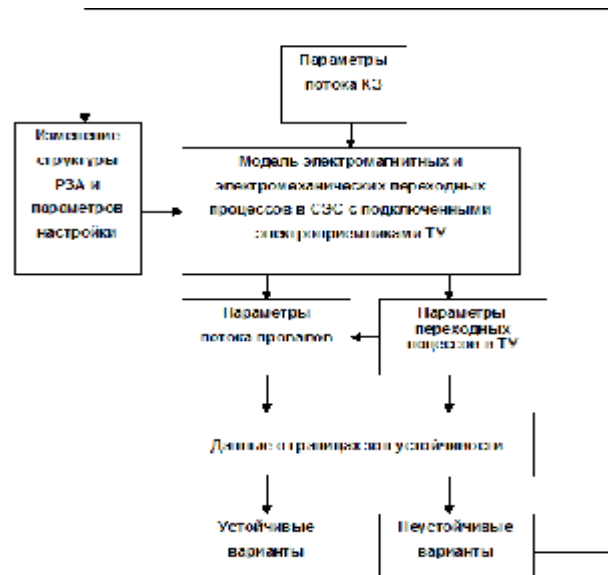 Параметры
потока КЗ
Изменение
структуры
РЗА и
параметров
настройки
Модель электромагнитных и
электромеханических переходных
процессов в СЭС с подключенными
электроприемниками ТУ
Параметры
потока провалов
Параметры
переходных
поцессов в ТУ
Данные о границах зон устойчивости
Устойчивые
варианты
Неустойчивые
варианты